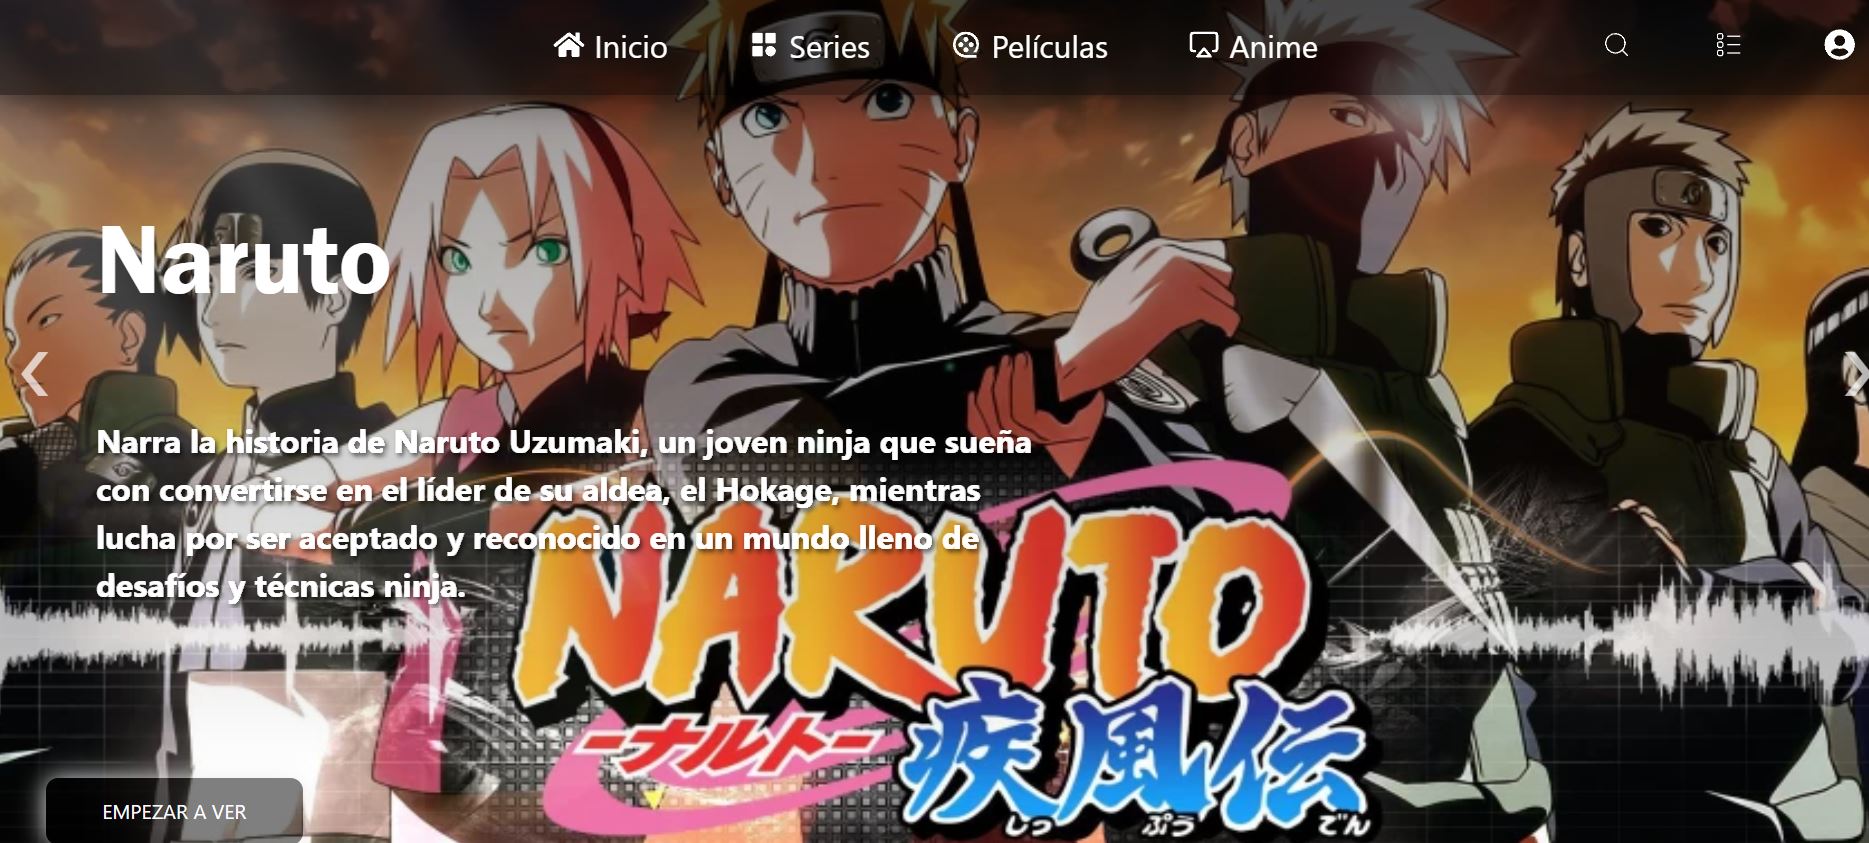 Inicio
Series
Películas
Anime
Naruto
Narra la historia de Naruto Uzumaki, un joven ninja que sueña
con convertirse en el líder de su aldea, el Hokage, mientras
lucha por ser aceptado y reconocido en un mundo lleno de
desafíos y técnicas ninja.
NARUTO
-ナルト-
疾風伝
しっ ぷう でん
EMPEZAR A VER